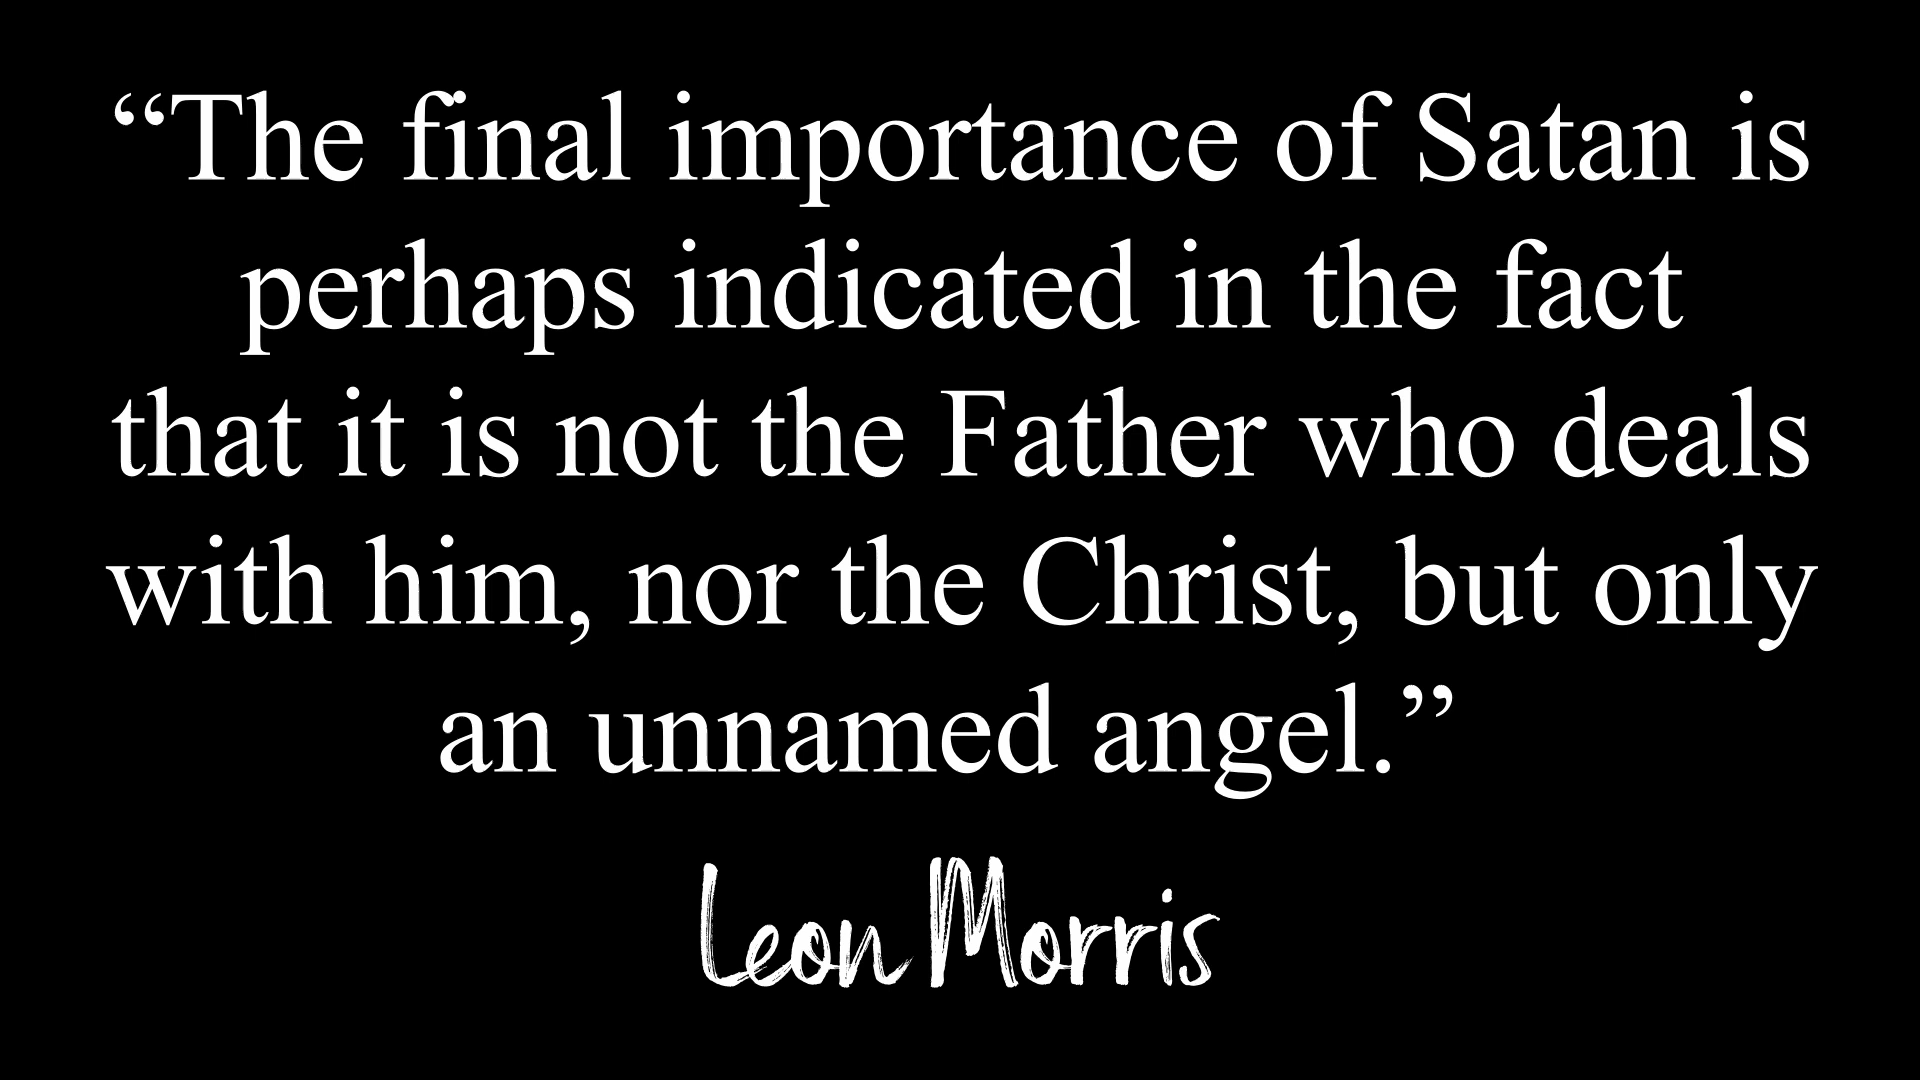 “The final importance of Satan is
perhaps indicated in the fact
that it is not the Father who deals
with him, nor the Christ, but only
an unnamed angel.”
Leon Morris